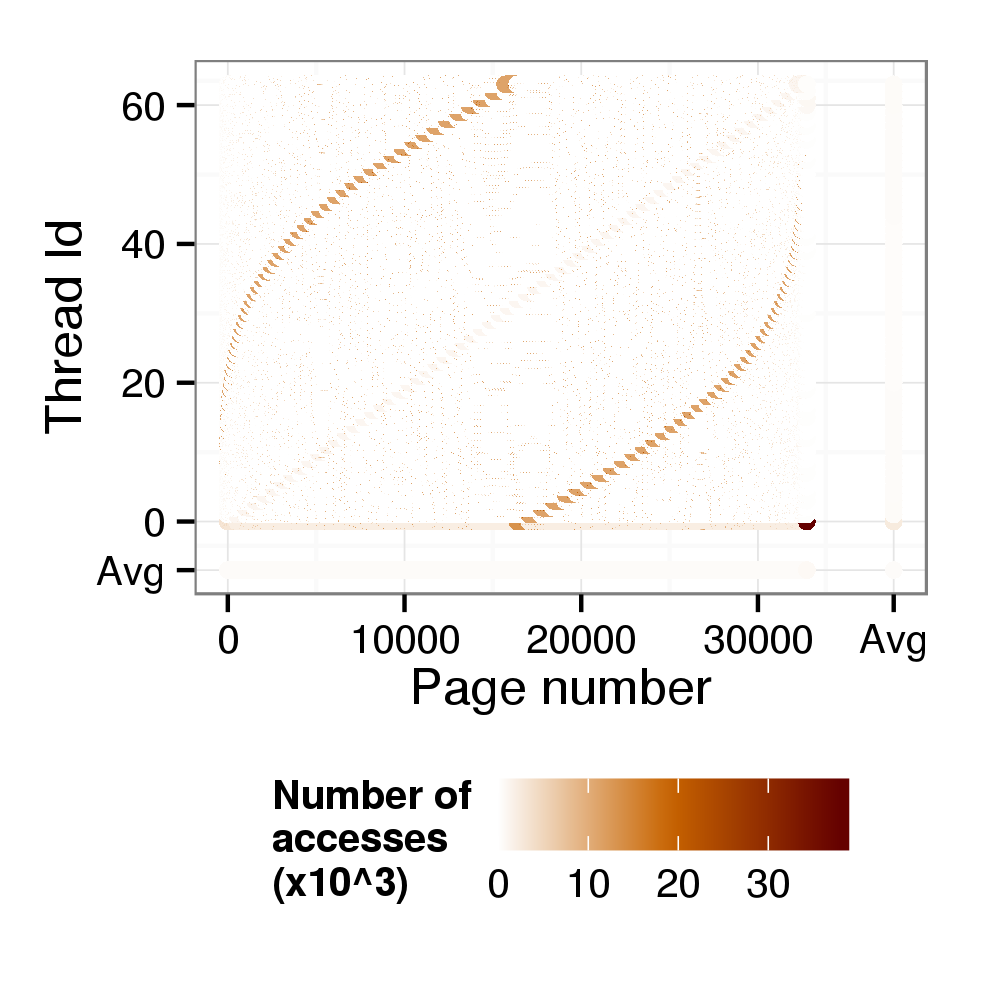 Thread Id
60
40
20
0
Avg
0 10000 20000 30000 Avg
Page number
Number of
accesses
(x10^3)
0 10 20 30